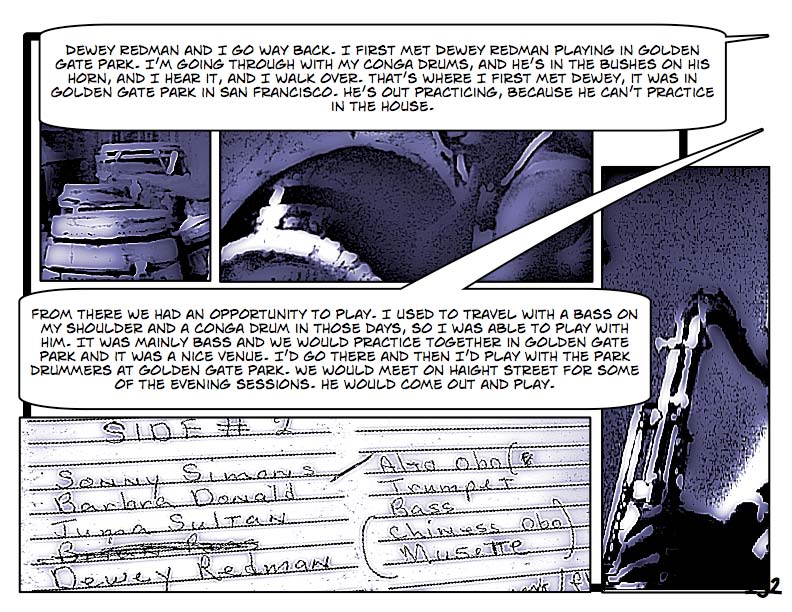 DEWEY REDMAN AND I GO WAY BACK. I FIRST MET DEWEY REDMAN PLAYING IN GOLDEN
GATE PARK. I'M GOING THROUGH WITH MY CONGA DRUMS, AND HE'S IN THE BUSHES ON HIS
HORN, AND I HEAR IT, AND I WALK OVER. THAT'S WHERE I FIRST MET DEWEY, IT WAS IN
GOLDEN GATE PARK IN SAN FRANCISCO. HE'S OUT PRACTICING, BECAUSE HE CAN'T PRACTICE
IN THE HOUSE.
FROM THERE WE HAD AN OPPORTUNITY TO PLAY. I USED TO TRAVEL WITH A BASS ON
MY SHOULDER AND A CONGA DRUM IN THOSE DAYS, SO I WAS ABLE TO PLAY WITH
HIM. IT WAS MAINLY BASS AND WE WOULD PRACTICE TOGETHER IN GOLDEN GATE
PARK AND IT WAS A NICE VENUE. I'D GO THERE AND THEN I'D PLAY WITH THE PARK
DRUMMERS AT GOLDEN GATE PARK. WE WOULD MEET ON HAIGHT STREET FOR SOME
OF THE EVENING SESSIONS. HE WOULD COME OUT AND PLAY.
SIDE # 2
Sonny Simons Alto Obo (
Barbra Donald Trumpet
Juma Sultan Bass
(Chiness Obo)
Dewey Redman Musette